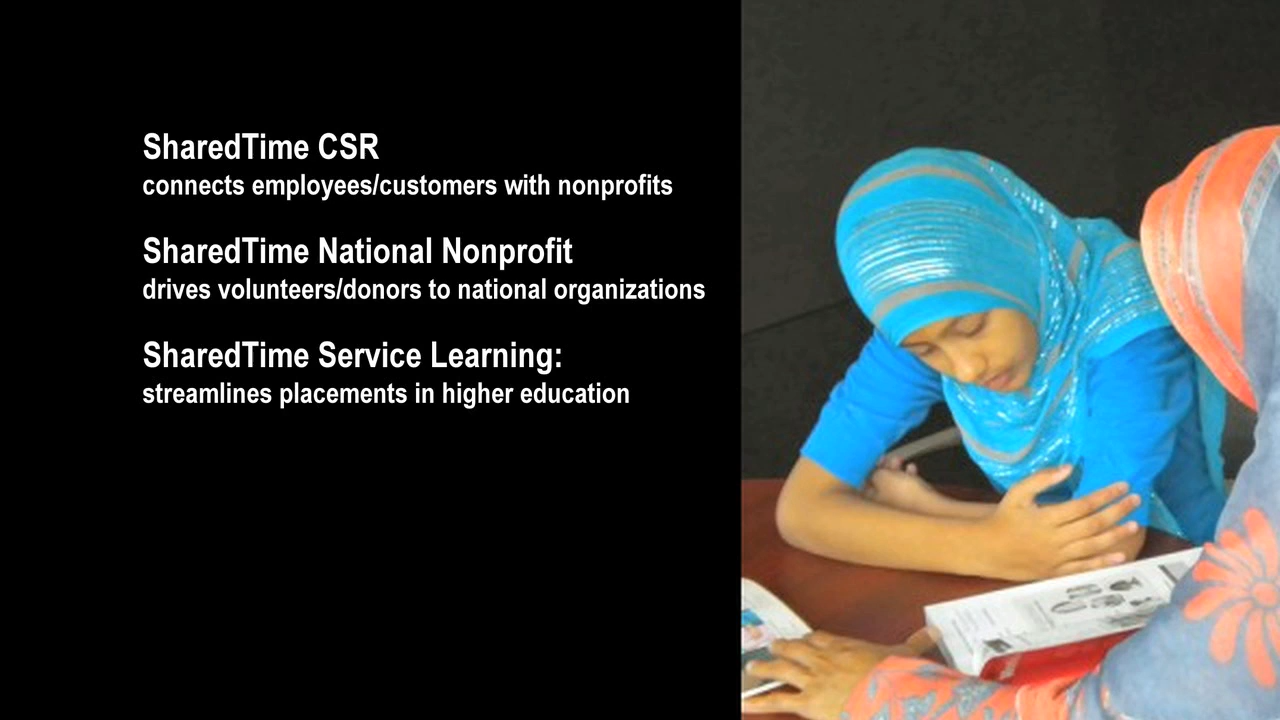 SharedTime CSR
connects employees/customers with nonprofits
SharedTime National Nonprofit
drives volunteers/donors to national organizations
SharedTime Service Learning:
streamlines placements in higher education